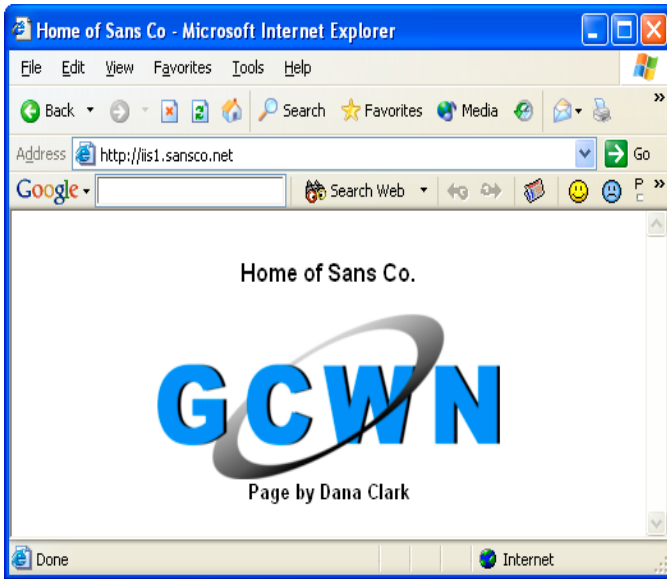 Home of Sans Co - Microsoft Internet Explorer
File Edit View Favorites Tools Help
Back Search Favorites Media »
Address http://iis1.sansco.net Go
Google Search Web P »
Home of Sans Co.
GCWN
Page by Dana Clark
Done Internet